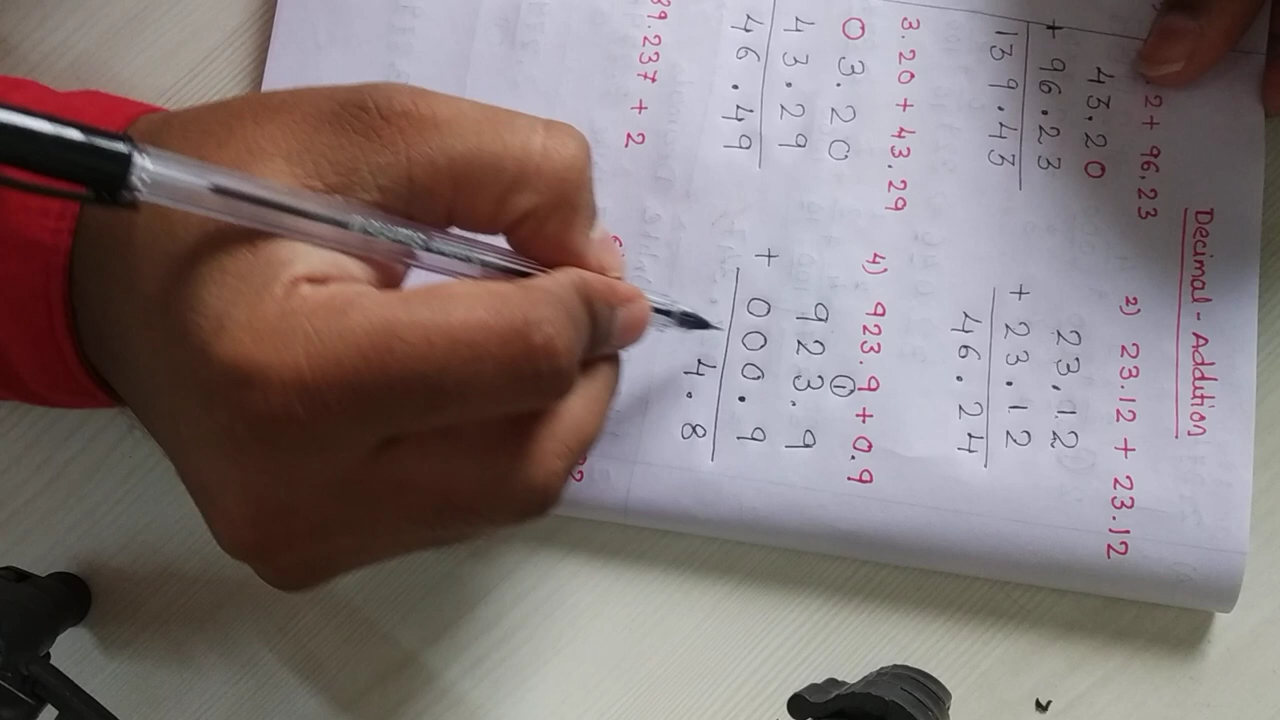 Decimal - Addition
2 + 96.23
43.20
+ 96.23
139.43
2) 23.12 + 23.12
23.12
+ 23.12
46.24
3.20 + 43.29
03.20
43.29
46.49
4) 923.9 + 0.9
1
923.9
+ 000.9
4.8
39.237 + 2